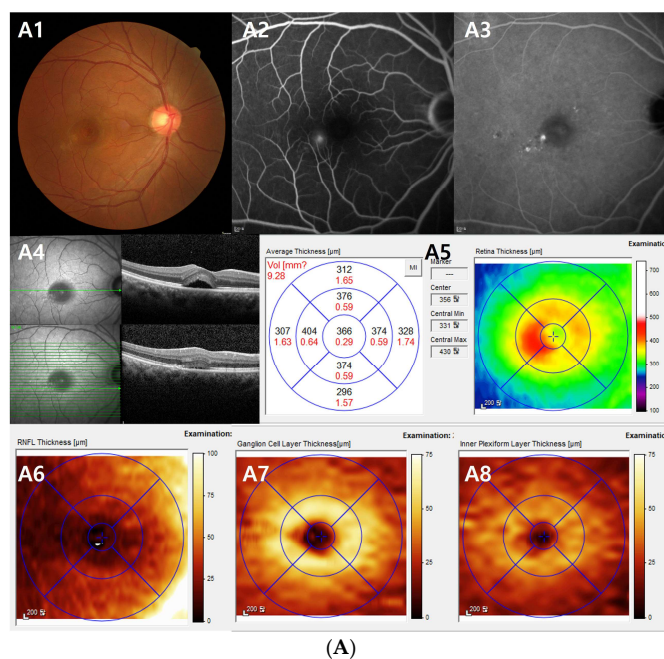 A1
A2
A3
A4
A5
Average Thickness [µm]
Vol [mm?
9.28
MI
312
1.65
376
0.59
307
1.63
404
0.64
366
0.29
374
0.59
328
1.74
374
0.59
296
1.57
Marker
---
Center
356
Central Min
331
Central Max
430
Examination
Retina Thickness [µm]
200
700
600
500
400
300
200
100
A6
RNFL Thickness [µm]
Examination:
200
100
75
50
25
0
A7
Ganglion Cell Layer Thickness[µm]
Examination:
200
75
50
25
0
A8
Inner Plexiform Layer Thickness[µm]
Examination
200
75
50
25
0
(A)